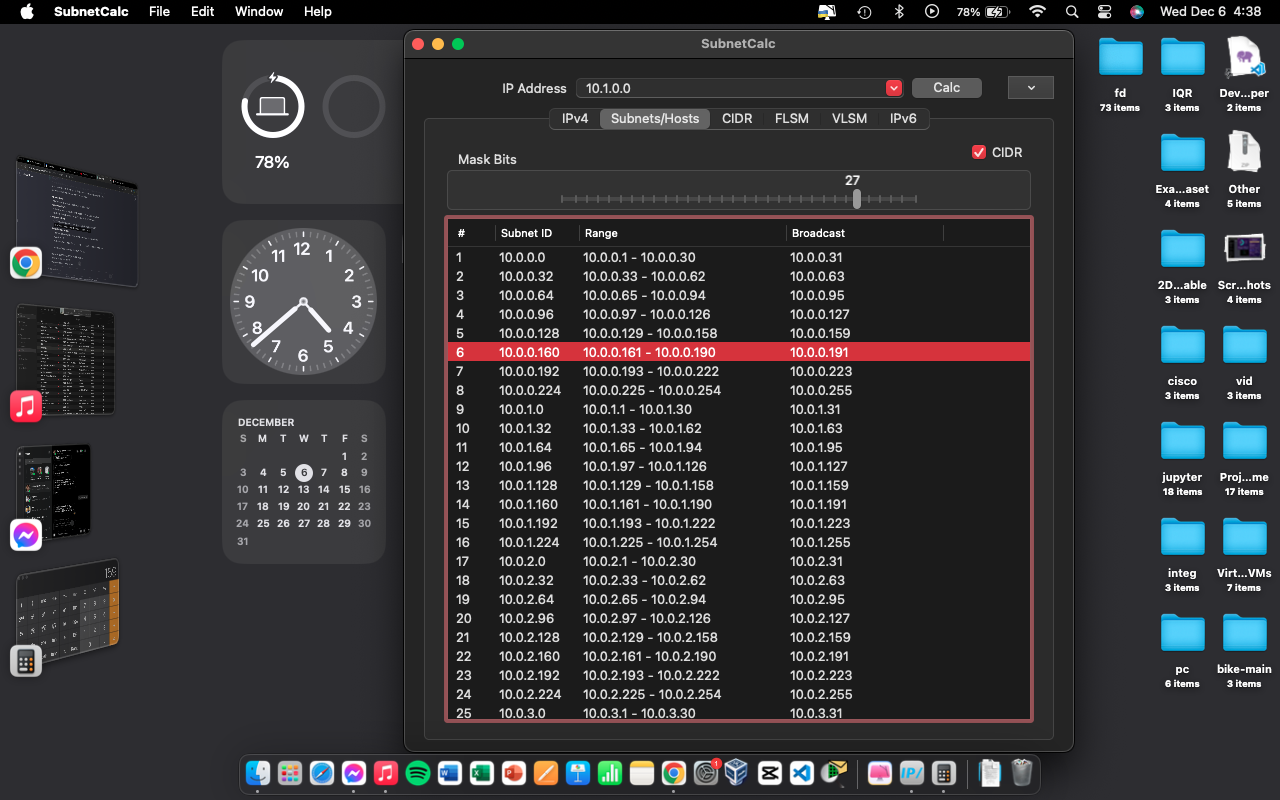 SubnetCalc File Edit Window Help 78% Wed Dec 6 4:38
SubnetCalc
IP Address 10.1.0.0 Calc
IPv4 Subnets/Hosts CIDR FLSM VLSM IPv6
Mask Bits CIDR
27
# Subnet ID Range Broadcast
1 10.0.0.0 10.0.0.1 - 10.0.0.30 10.0.0.31
2 10.0.0.32 10.0.0.33 - 10.0.0.62 10.0.0.63
3 10.0.0.64 10.0.0.65 - 10.0.0.94 10.0.0.95
4 10.0.0.96 10.0.0.97 - 10.0.0.126 10.0.0.127
5 10.0.0.128 10.0.0.129 - 10.0.0.158 10.0.0.159
6 10.0.0.160 10.0.0.161 - 10.0.0.190 10.0.0.191
7 10.0.0.192 10.0.0.193 - 10.0.0.222 10.0.0.223
8 10.0.0.224 10.0.0.225 - 10.0.0.254 10.0.0.255
9 10.0.1.0 10.0.1.1 - 10.0.1.30 10.0.1.31
10 10.0.1.32 10.0.1.33 - 10.0.1.62 10.0.1.63
11 10.0.1.64 10.0.1.65 - 10.0.1.94 10.0.1.95
12 10.0.1.96 10.0.1.97 - 10.0.1.126 10.0.1.127
13 10.0.1.128 10.0.1.129 - 10.0.1.158 10.0.1.159
14 10.0.1.160 10.0.1.161 - 10.0.1.190 10.0.1.191
15 10.0.1.192 10.0.1.193 - 10.0.1.222 10.0.1.223
16 10.0.1.224 10.0.1.225 - 10.0.1.254 10.0.1.255
17 10.0.2.0 10.0.2.1 - 10.0.2.30 10.0.2.31
18 10.0.2.32 10.0.2.33 - 10.0.2.62 10.0.2.63
19 10.0.2.64 10.0.2.65 - 10.0.2.94 10.0.2.95
20 10.0.2.96 10.0.2.97 - 10.0.2.126 10.0.2.127
21 10.0.2.128 10.0.2.129 - 10.0.2.158 10.0.2.159
22 10.0.2.160 10.0.2.161 - 10.0.2.190 10.0.2.191
23 10.0.2.192 10.0.2.193 - 10.0.2.222 10.0.2.223
24 10.0.2.224 10.0.2.225 - 10.0.2.254 10.0.2.255
25 10.0.3.0 10.0.3.1 - 10.0.3.30 10.0.3.31
78%
12
11 1
10 2
9 3
8 4
7 5
6
DECEMBER
S M T W T F S
1 2
3 4 5 6 7 8 9
10 11 12 13 14 15 16
17 18 19 20 21 22 23
24 25 26 27 28 29 30
31
159
fd
73 items
IQR
3 items
Dev...per
2 items
Exa...aset
4 items
Other
5 items
2D...able
3 items
Scr...hots
4 items
cisco
3 items
vid
3 items
jupyter
18 items
Proj...me
17 items
integ
3 items
Virt...VMs
7 items
pc
6 items
bike-main
3 items
ZIP
W
X
P
1
IP/